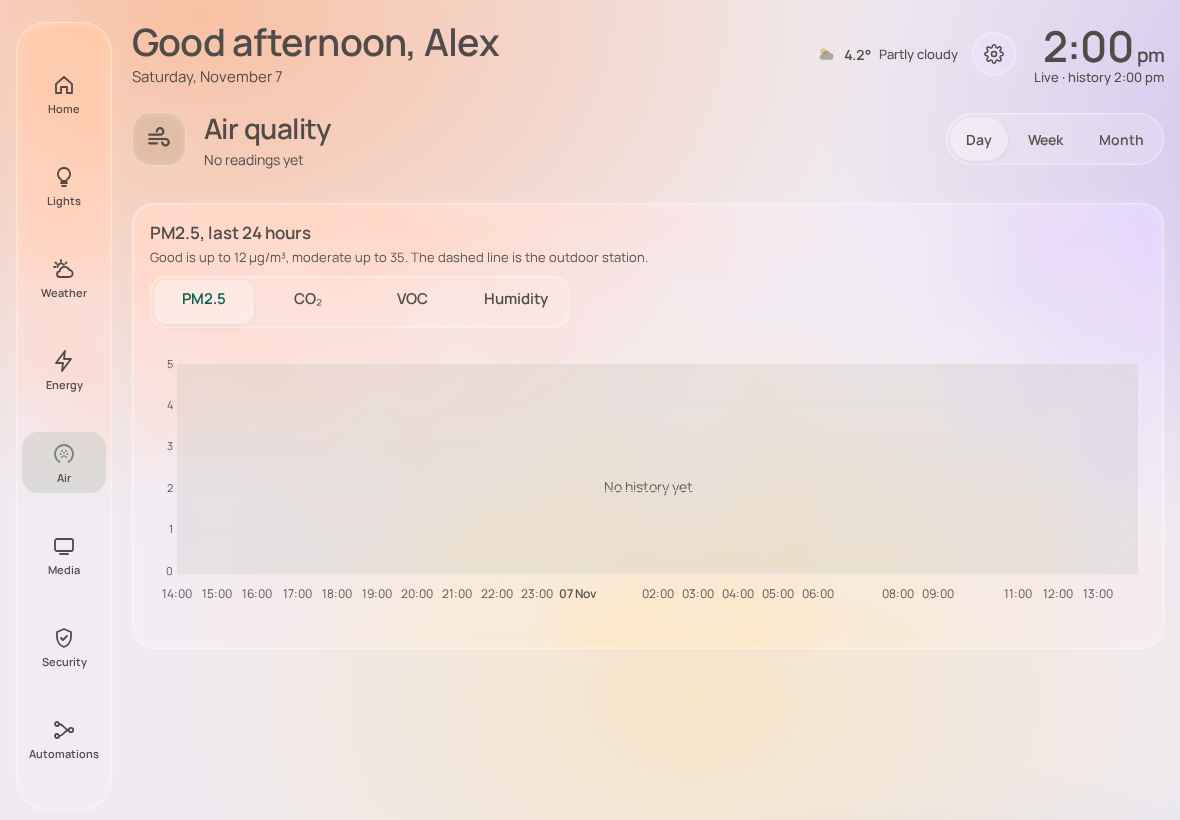 Good afternoon, Alex
Saturday, November 7
4.2° Partly cloudy
2:00 pm
Live · history 2:00 pm
Home
Lights
Weather
Energy
Air
Media
Security
Automations
Air quality
No readings yet
Day Week Month
PM2.5, last 24 hours
Good is up to 12 µg/m³, moderate up to 35. The dashed line is the outdoor station.
PM2.5 CO₂ VOC Humidity
5
4
3
2
1
0
No history yet
14:00 15:00 16:00 17:00 18:00 19:00 20:00 21:00 22:00 23:00 07 Nov 02:00 03:00 04:00 05:00 06:00 08:00 09:00 11:00 12:00 13:00